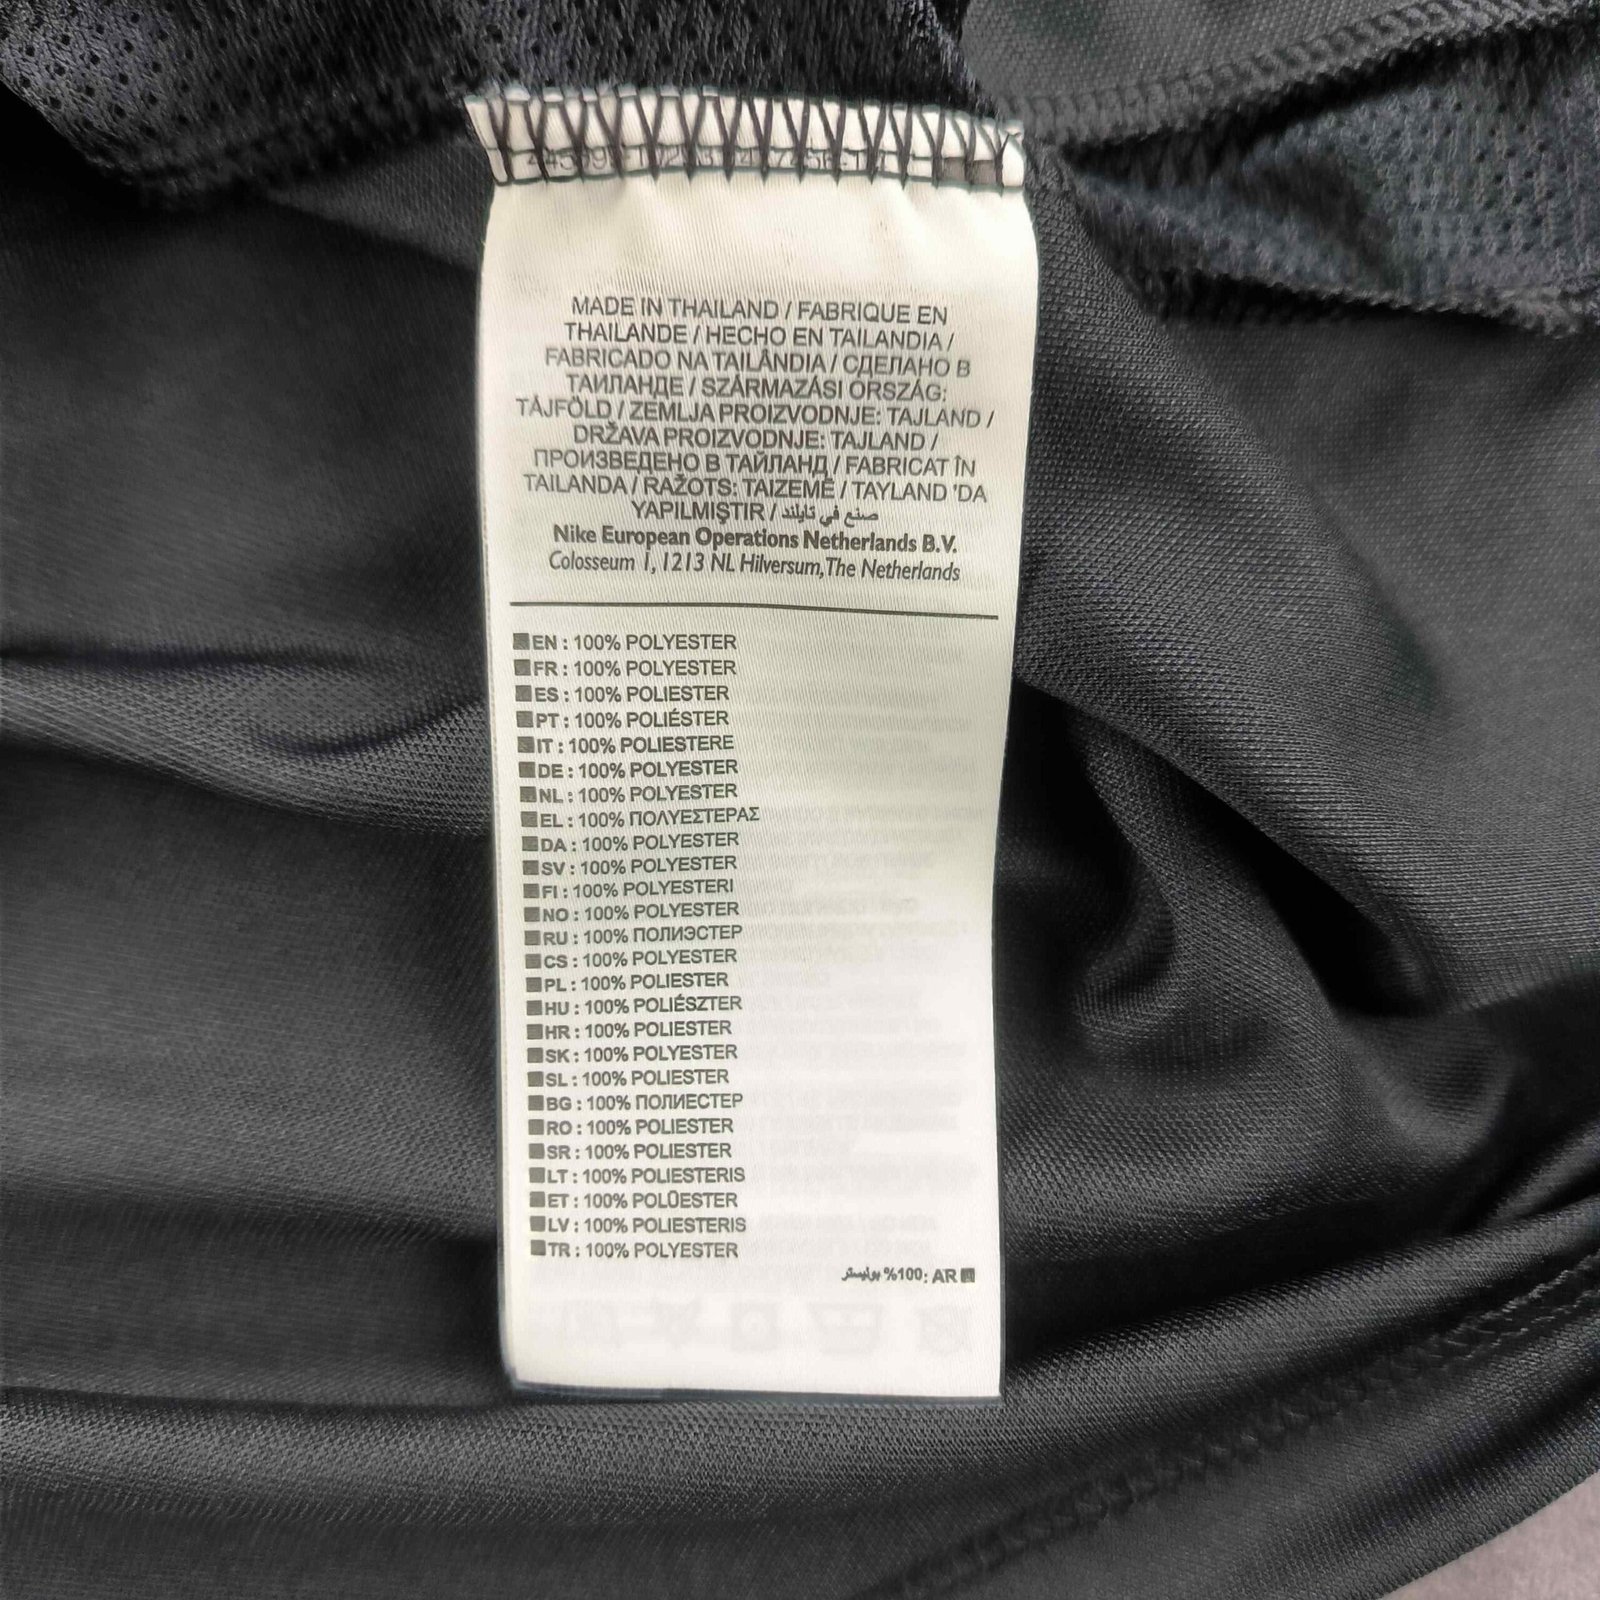 MADE IN THAILAND / FABRIQUE EN
THAILANDE / HECHO EN TAILANDIA /
FABRICADO NA TAILÂNDIA / СДЕЛАНО В
ТАИЛАНДЕ / SZÁRMAZÁSI ORSZÁG:
TÁJFÖLD / ZEMLJA PROIZVODNJE: TAJLAND /
DRŽAVA PROIZVODNJE: TAJLAND /
ПРОИЗВЕДЕНО В ТАЙЛАНД / FABRICAT ÎN
TAILANDA / RAŽOTS: TAIZEMĒ / TAYLAND 'DA
YAPILMIŞTIR / صنع في تايلند
Nike European Operations Netherlands B.V.
Colosseum 1, 1213 NL Hilversum, The Netherlands
EN : 100% POLYESTER
FR : 100% POLYESTER
ES : 100% POLIESTER
PT : 100% POLIÉSTER
IT : 100% POLIESTERE
DE : 100% POLYESTER
NL : 100% POLYESTER
EL : 100% ΠΟΛΥΕΣΤΕΡΑΣ
DA : 100% POLYESTER
SV : 100% POLYESTER
FI : 100% POLYESTERI
NO : 100% POLYESTER
RU : 100% ПОЛИЭСТЕР
CS : 100% POLYESTER
PL : 100% POLIESTER
HU : 100% POLIÉSZTER
HR : 100% POLIESTER
SK : 100% POLYESTER
SL : 100% POLIESTER
BG : 100% ПОЛИЕСТЕР
RO : 100% POLIESTER
SR : 100% POLIESTER
LT : 100% POLIESTERIS
ET : 100% POLÜESTER
LV : 100% POLIESTERIS
TR : 100% POLYESTER
AR :100% بوليستر